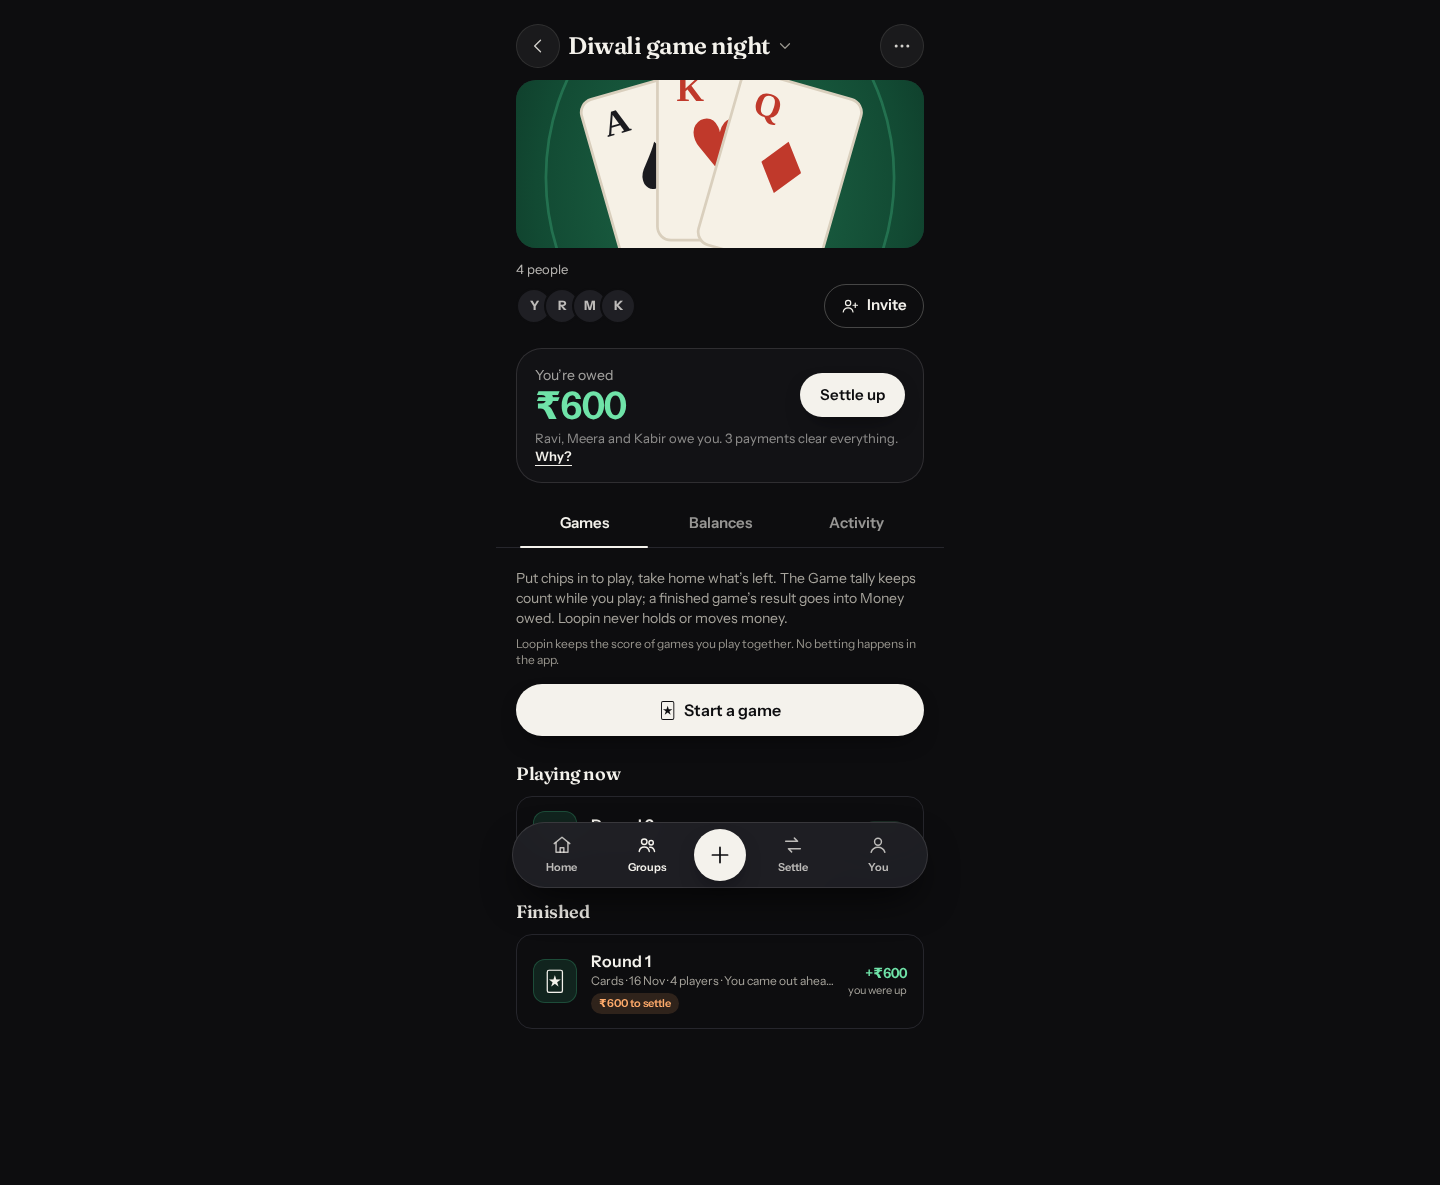 Diwali game night
A
K
Q
4 people
Y R M K
Invite
You're owed
₹600
Settle up
Ravi, Meera and Kabir owe you. 3 payments clear everything.
Why?
Games Balances Activity
Put chips in to play, take home what's left. The Game tally keeps
count while you play; a finished game's result goes into Money
owed. Loopin never holds or moves money.
Loopin keeps the score of games you play together. No betting happens in
the app.
Start a game
Playing now
Home Groups Settle You
Finished
Round 1
Cards · 16 Nov · 4 players · You came out ahea...
₹600 to settle
+₹600
you were up